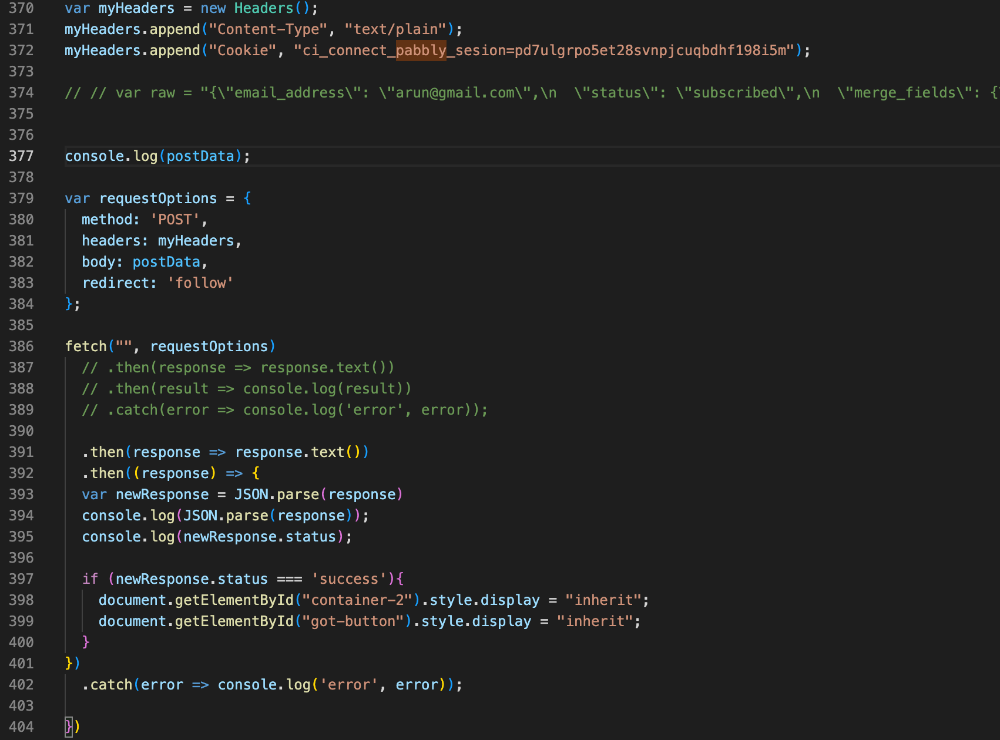 370 var myHeaders = new Headers();
371 myHeaders.append("Content-Type", "text/plain");
372 myHeaders.append("Cookie", "ci_connect_pabbly_sesion=pd7ulgrpo5et28svnpjcuqbdhf198i5m");
373
374 // // var raw = "{\"email_address\": \"arun@gmail.com\",\n  \"status\": \"subscribed\",\n  \"merge_fields\": {\
375
376
377 console.log(postData);
378
379 var requestOptions = {
380   method: 'POST',
381   headers: myHeaders,
382   body: postData,
383   redirect: 'follow'
384 };
385
386 fetch("", requestOptions)
387   // .then(response => response.text())
388   // .then(result => console.log(result))
389   // .catch(error => console.log('error', error));
390
391   .then(response => response.text())
392   .then((response) => {
393   var newResponse = JSON.parse(response)
394   console.log(JSON.parse(response));
395   console.log(newResponse.status);
396
397   if (newResponse.status === 'success'){
398     document.getElementById("container-2").style.display = "inherit";
399     document.getElementById("got-button").style.display = "inherit";
400   }
401 })
402   .catch(error => console.log('error', error));
403
404 })